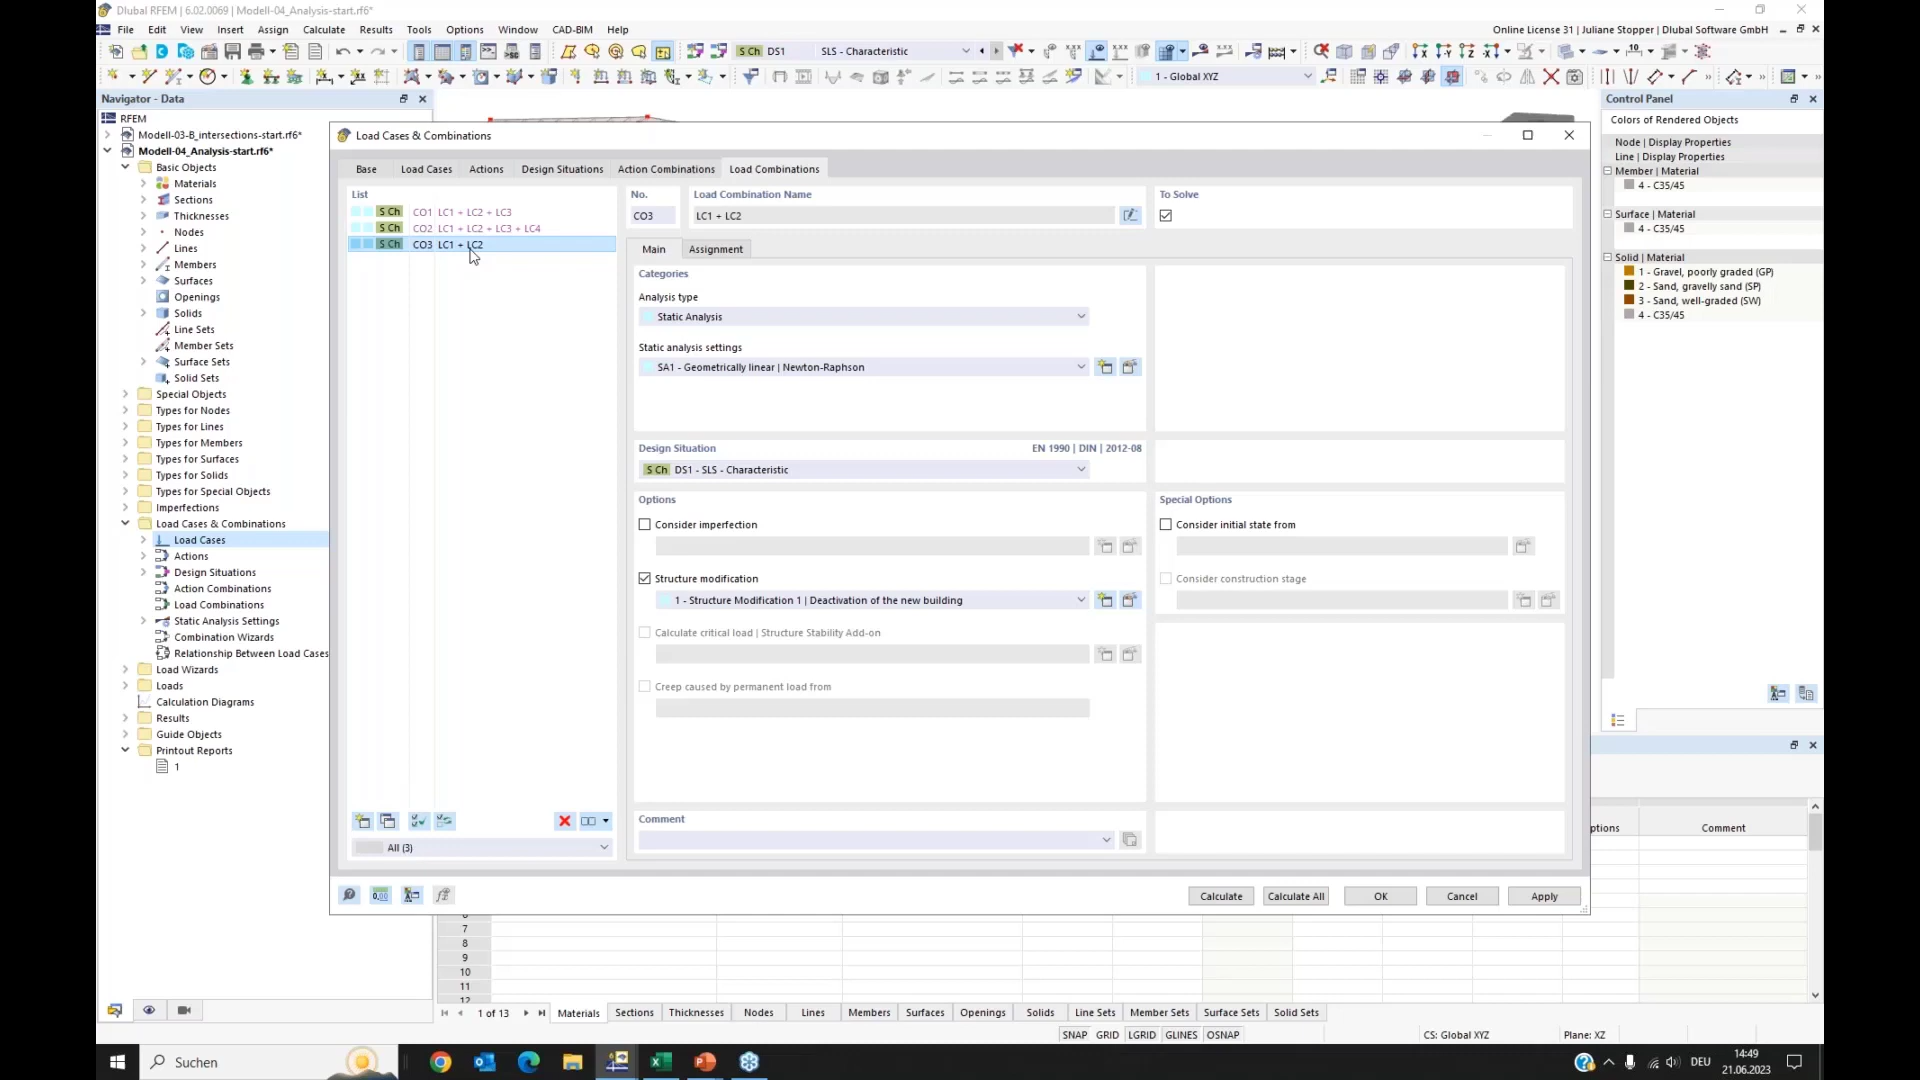 Dlubal RFEM | 6.02.0069 | Modell-04_Analysis-start.rf6*
File Edit View Insert Assign Calculate Results Tools Options Window CAD-BIM Help
Online License 31 | Juliane Stopper | Dlubal Software GmbH
S Ch DS1 SLS - Characteristic
1 - Global XYZ
Navigator - Data
RFEM
Modell-03-B_intersections-start.rf6*
Modell-04_Analysis-start.rf6*
Basic Objects
Materials
Sections
Thicknesses
Nodes
Lines
Members
Surfaces
Openings
Solids
Line Sets
Member Sets
Surface Sets
Solid Sets
Special Objects
Types for Nodes
Types for Lines
Types for Members
Types for Surfaces
Types for Solids
Types for Special Objects
Imperfections
Load Cases & Combinations
Load Cases
Actions
Design Situations
Action Combinations
Load Combinations
Static Analysis Settings
Combination Wizards
Relationship Between Load Cases
Load Wizards
Loads
Calculation Diagrams
Results
Guide Objects
Printout Reports
1
Load Cases & Combinations
Base Load Cases Actions Design Situations Action Combinations Load Combinations
List
S Ch CO1 LC1 + LC2 + LC3
S Ch CO2 LC1 + LC2 + LC3 + LC4
S Ch CO3 LC1 + LC2
All (3)
No.
CO3
Load Combination Name
LC1 + LC2
To Solve
Main Assignment
Categories
Analysis type
Static Analysis
Static analysis settings
SA1 - Geometrically linear | Newton-Raphson
Design Situation EN 1990 | DIN | 2012-08
S Ch DS1 - SLS - Characteristic
Options
Consider imperfection
Structure modification
1 - Structure Modification 1 | Deactivation of the new building
Calculate critical load | Structure Stability Add-on
Creep caused by permanent load from
Special Options
Consider initial state from
Consider construction stage
Comment
Calculate Calculate All OK Cancel Apply
Control Panel
Colors of Rendered Objects
Node | Display Properties
Line | Display Properties
Member | Material
4 - C35/45
Surface | Material
4 - C35/45
Solid | Material
1 - Gravel, poorly graded (GP)
2 - Sand, gravelly sand (SP)
3 - Sand, well-graded (SW)
4 - C35/45
ptions Comment
7
8
9
10
11
12
1 of 13 Materials Sections Thicknesses Nodes Lines Members Surfaces Openings Solids Line Sets Member Sets Surface Sets Solid Sets
SNAP GRID LGRID GLINES OSNAP CS: Global XYZ Plane: XZ
Suchen
DEU
14:49
21.06.2023